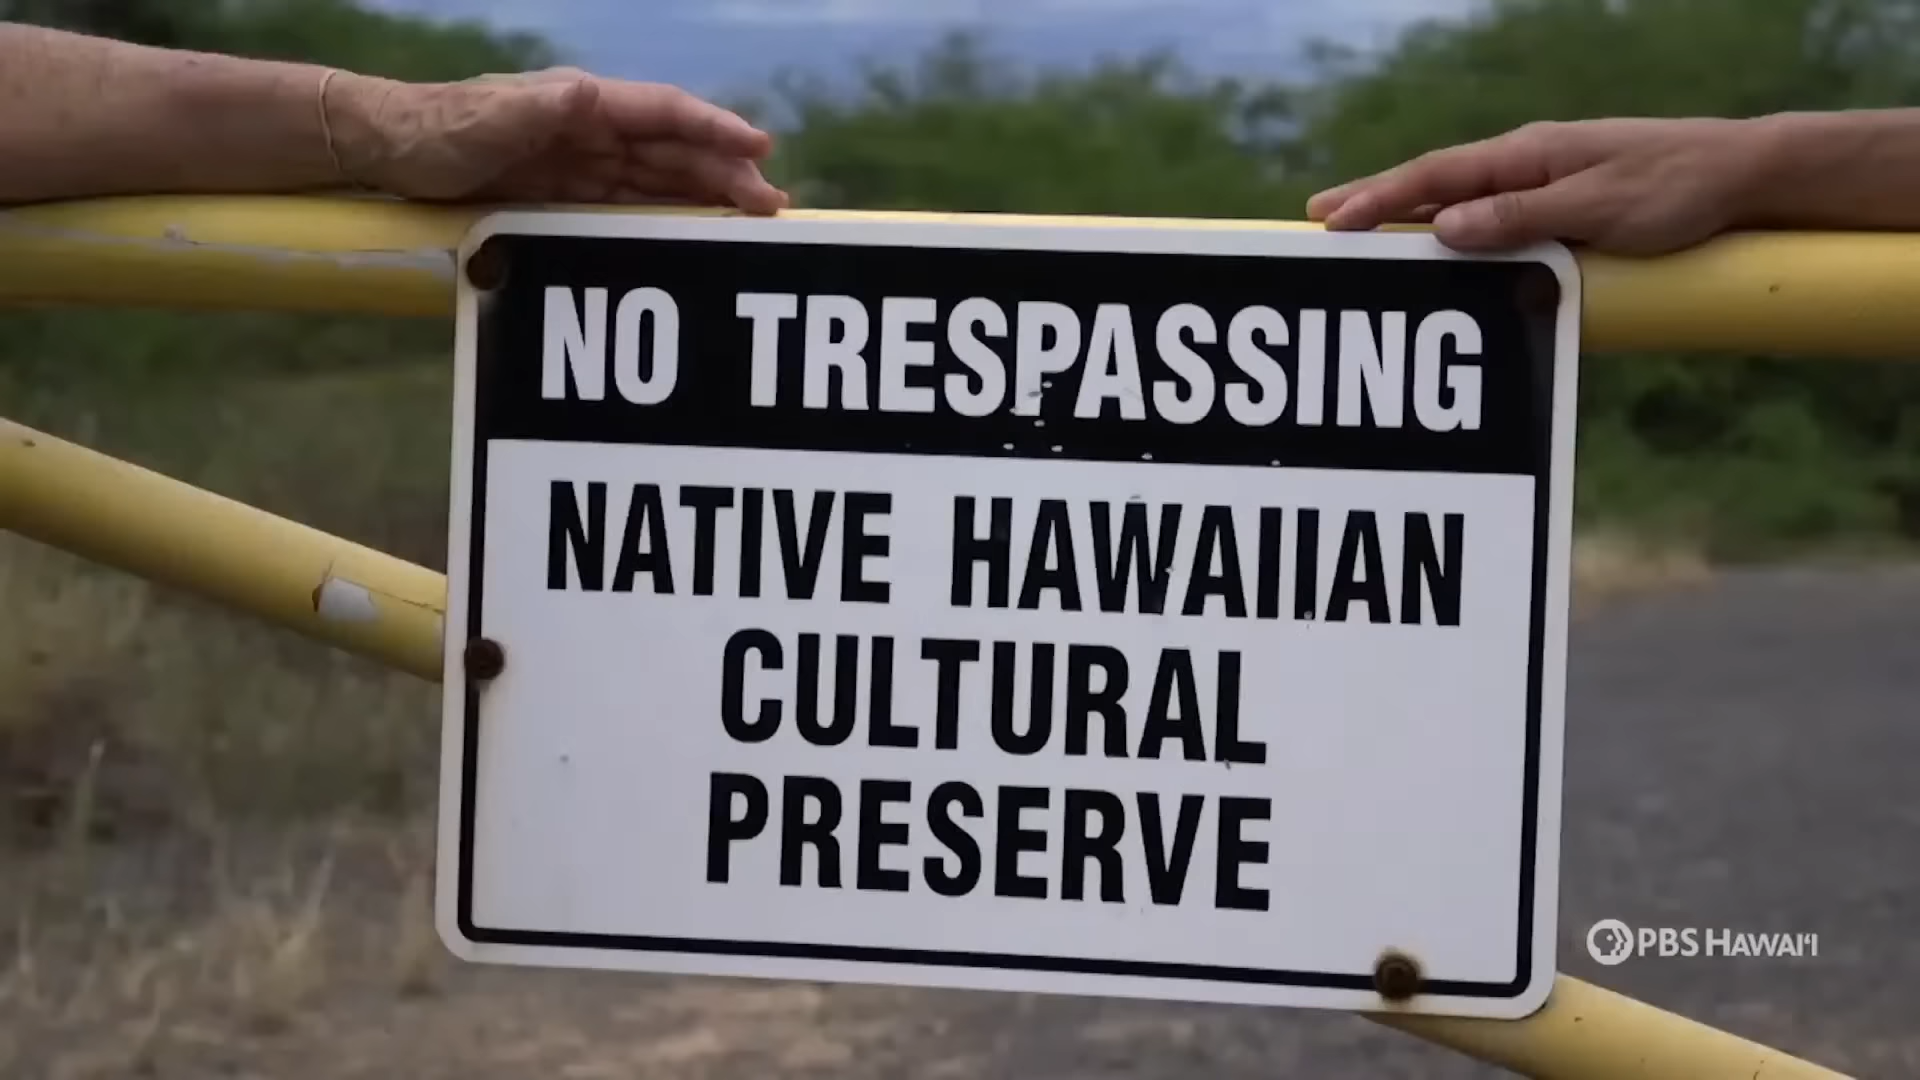 NO TRESPASSING
NATIVE HAWAIIAN
CULTURAL
PRESERVE
PBS HAWAIʻI